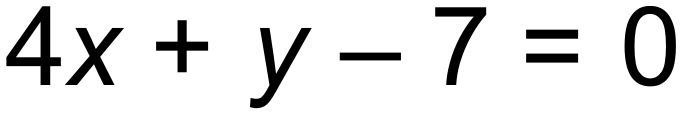 4x + y – 7 = 0